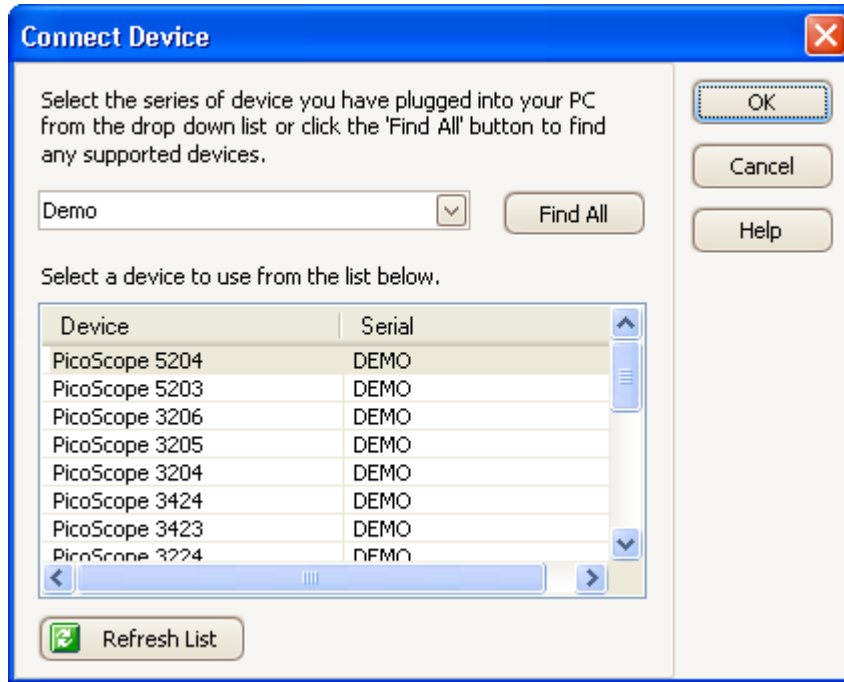 Connect Device
Select the series of device you have plugged into your PC
from the drop down list or click the 'Find All' button to find
any supported devices.
OK
Cancel
Help
Demo
Find All
Select a device to use from the list below.
Device Serial
PicoScope 5204 DEMO
PicoScope 5203 DEMO
PicoScope 3206 DEMO
PicoScope 3205 DEMO
PicoScope 3204 DEMO
PicoScope 3424 DEMO
PicoScope 3423 DEMO
PicoScope 3224 DEMO
Refresh List